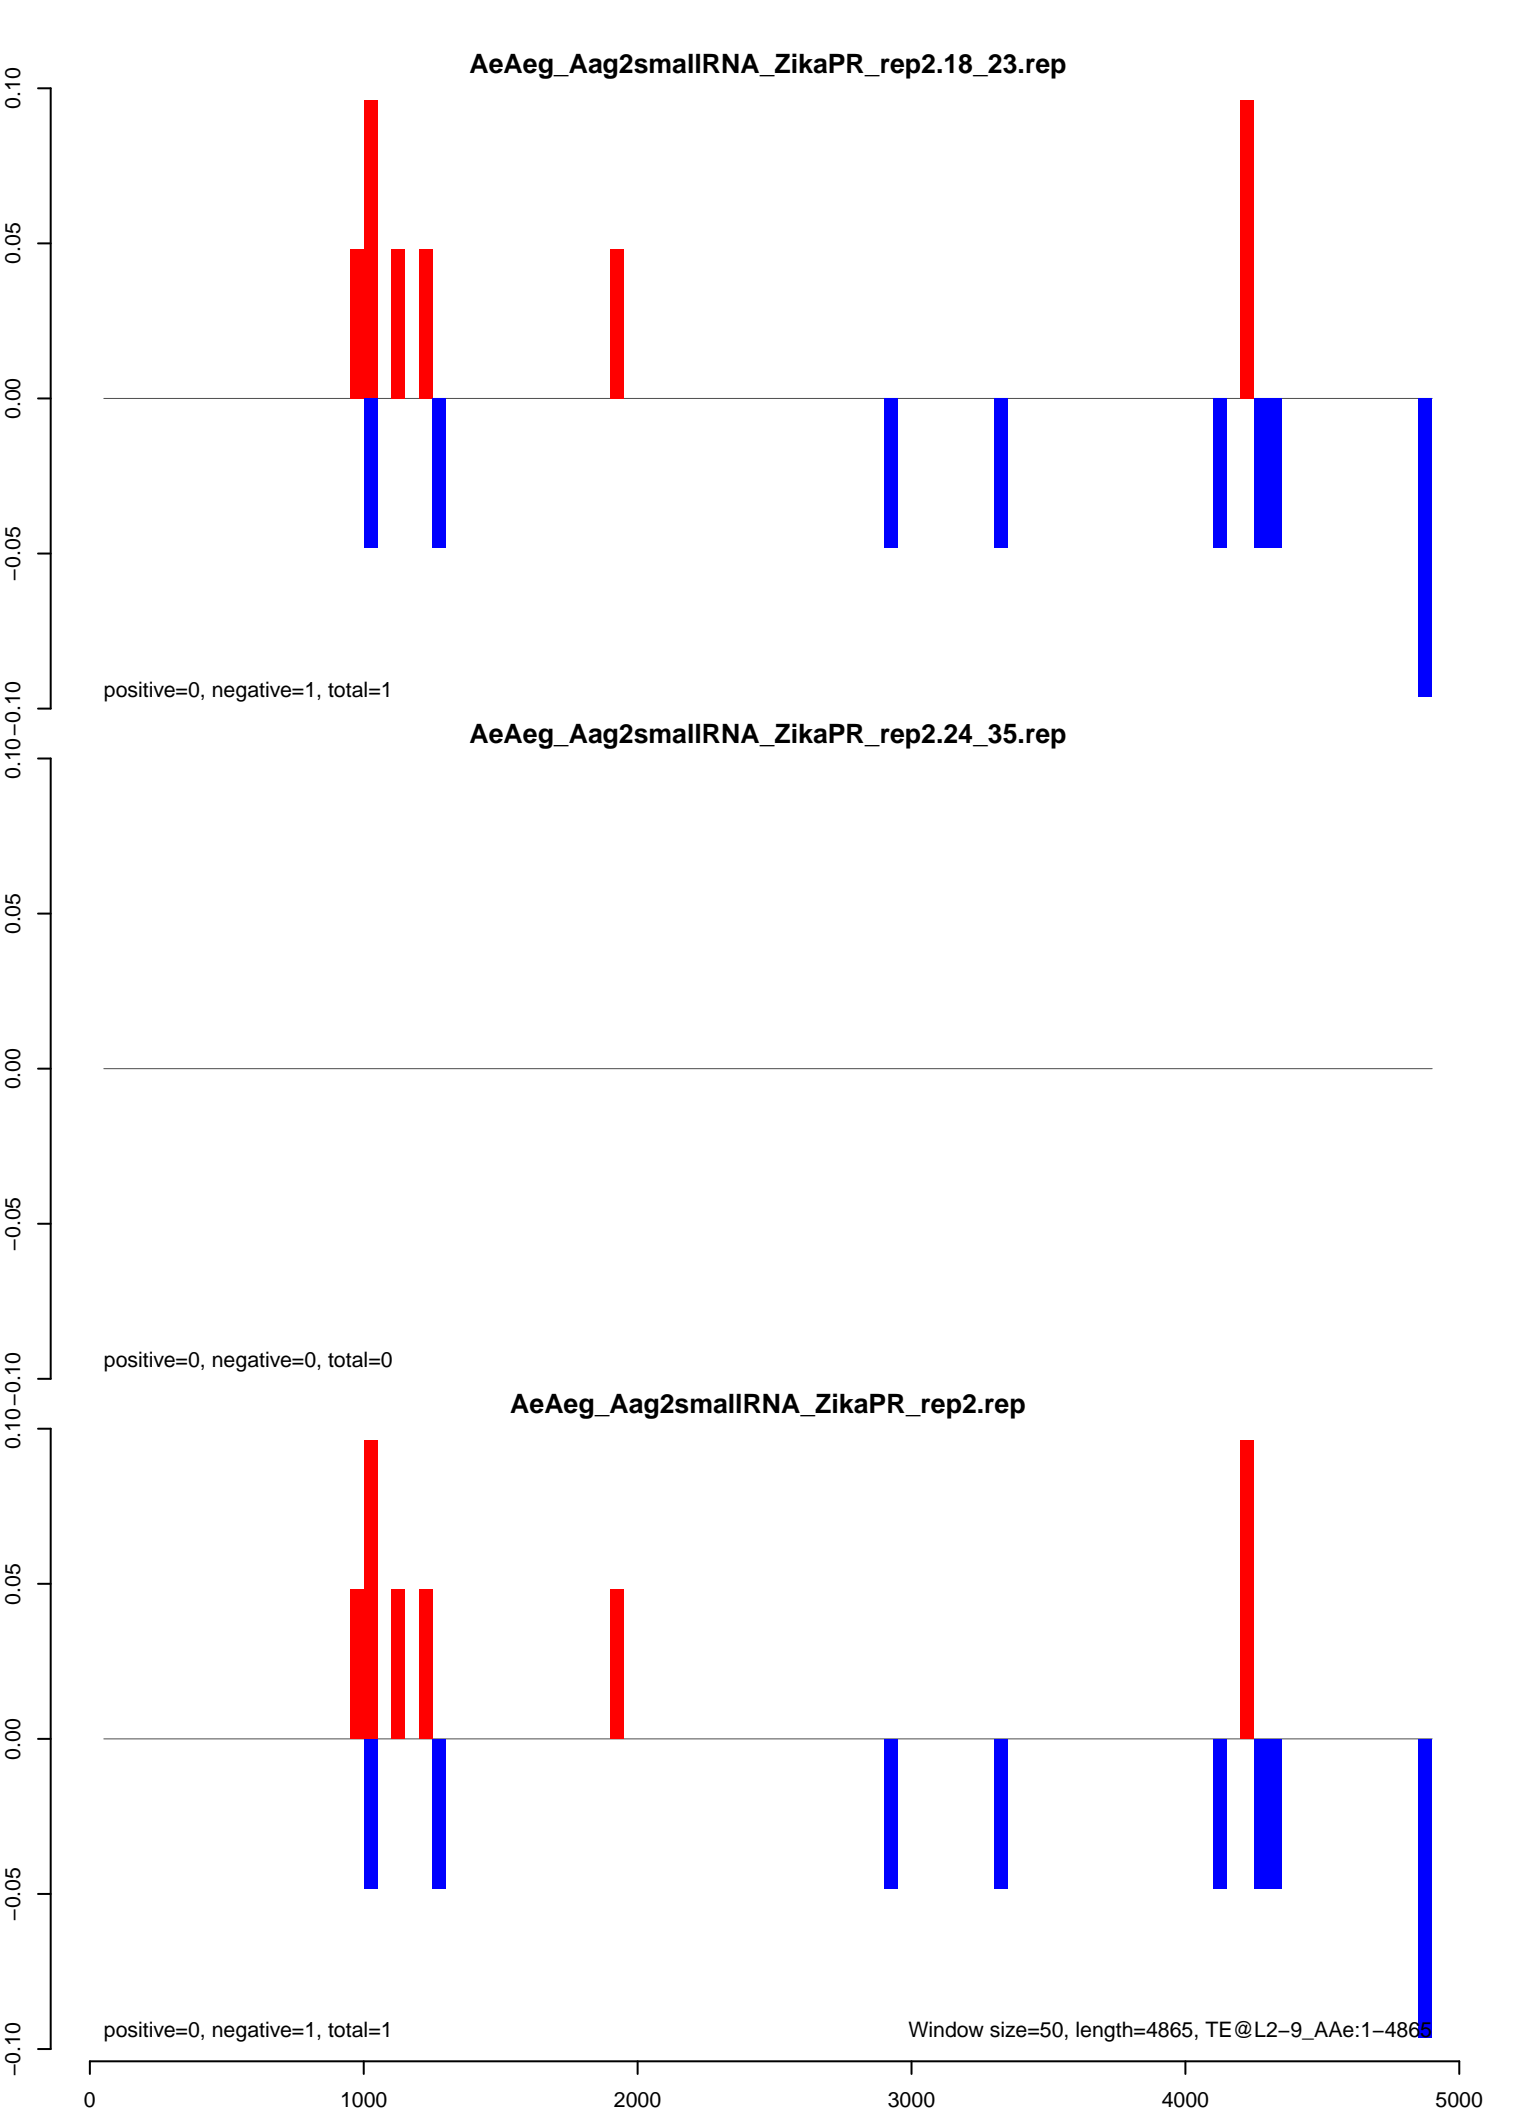 AeAeg_Aag2smallRNA_ZikaPR_rep2.18_23.rep
0.10
0.05
0.00
−0.05
−0.10
positive=0, negative=1, total=1
AeAeg_Aag2smallRNA_ZikaPR_rep2.24_35.rep
0.10
0.05
0.00
−0.05
−0.10
positive=0, negative=0, total=0
AeAeg_Aag2smallRNA_ZikaPR_rep2.rep
0.10
0.05
0.00
−0.05
−0.10
positive=0, negative=1, total=1
Window size=50, length=4865, TE@L2−9_AAe:1−4865
0 1000 2000 3000 4000 5000